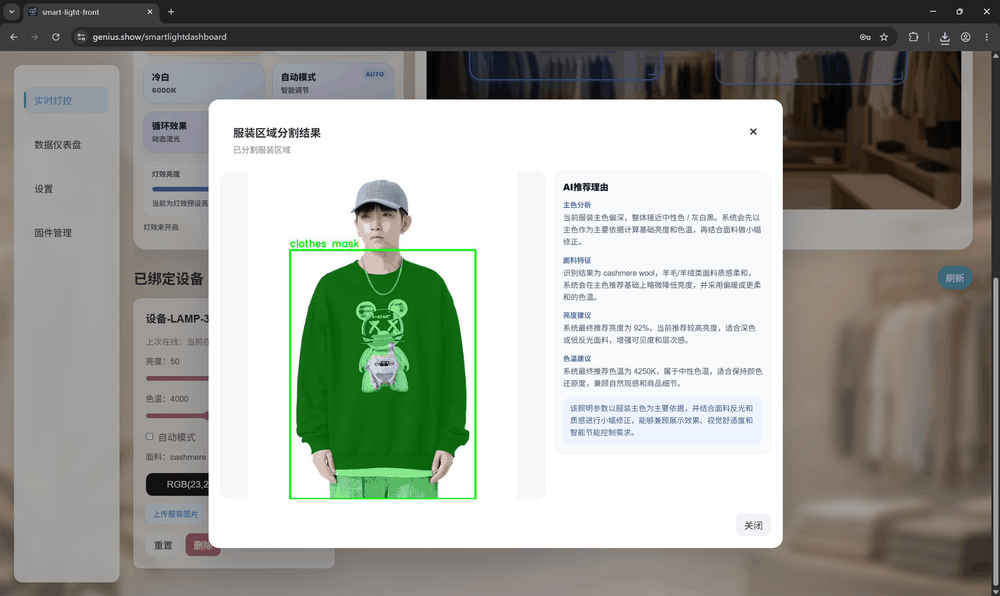 smart-light-front
genius.show/smartlightdashboard
实时灯控
数据仪表盘
设置
固件管理
冷白
6000K
自动模式
AUTO
智能调节
循环效果
动态流光
灯效亮度
当前为灯效预设亮
灯效未开启
已绑定设备
刷新
设备-LAMP-3
上次在线：当前在
亮度：50
色温：4000
自动模式
面料：cashmere
RGB(23,2
上传服装图片
重置
删除
服装区域分割结果
已分割服装区域
clothes mask
"STAR"
AI推荐理由
主色分析
当前服装主色偏深，整体接近中性色 / 灰白黑。系统会先以
主色作为主要依据计算基础亮度和色温，再结合面料做小幅
修正。
面料特征
识别结果为 cashmere wool，羊毛/羊绒类面料质感柔和，
系统会在主色推荐基础上略微降低亮度，并采用偏暖或更柔
和的色温。
亮度建议
系统最终推荐亮度为 92%，当前推荐较高亮度，适合深色
或低反光面料，增强可见度和层次感。
色温建议
系统最终推荐色温为 4250K，属于中性色温，适合保持颜色
还原度，兼顾自然观感和商品细节。
该照明参数以服装主色为主要依据，并结合面料反光和
质感进行小幅修正，能够兼顾展示效果、视觉舒适度和
智能节能控制需求。
关闭